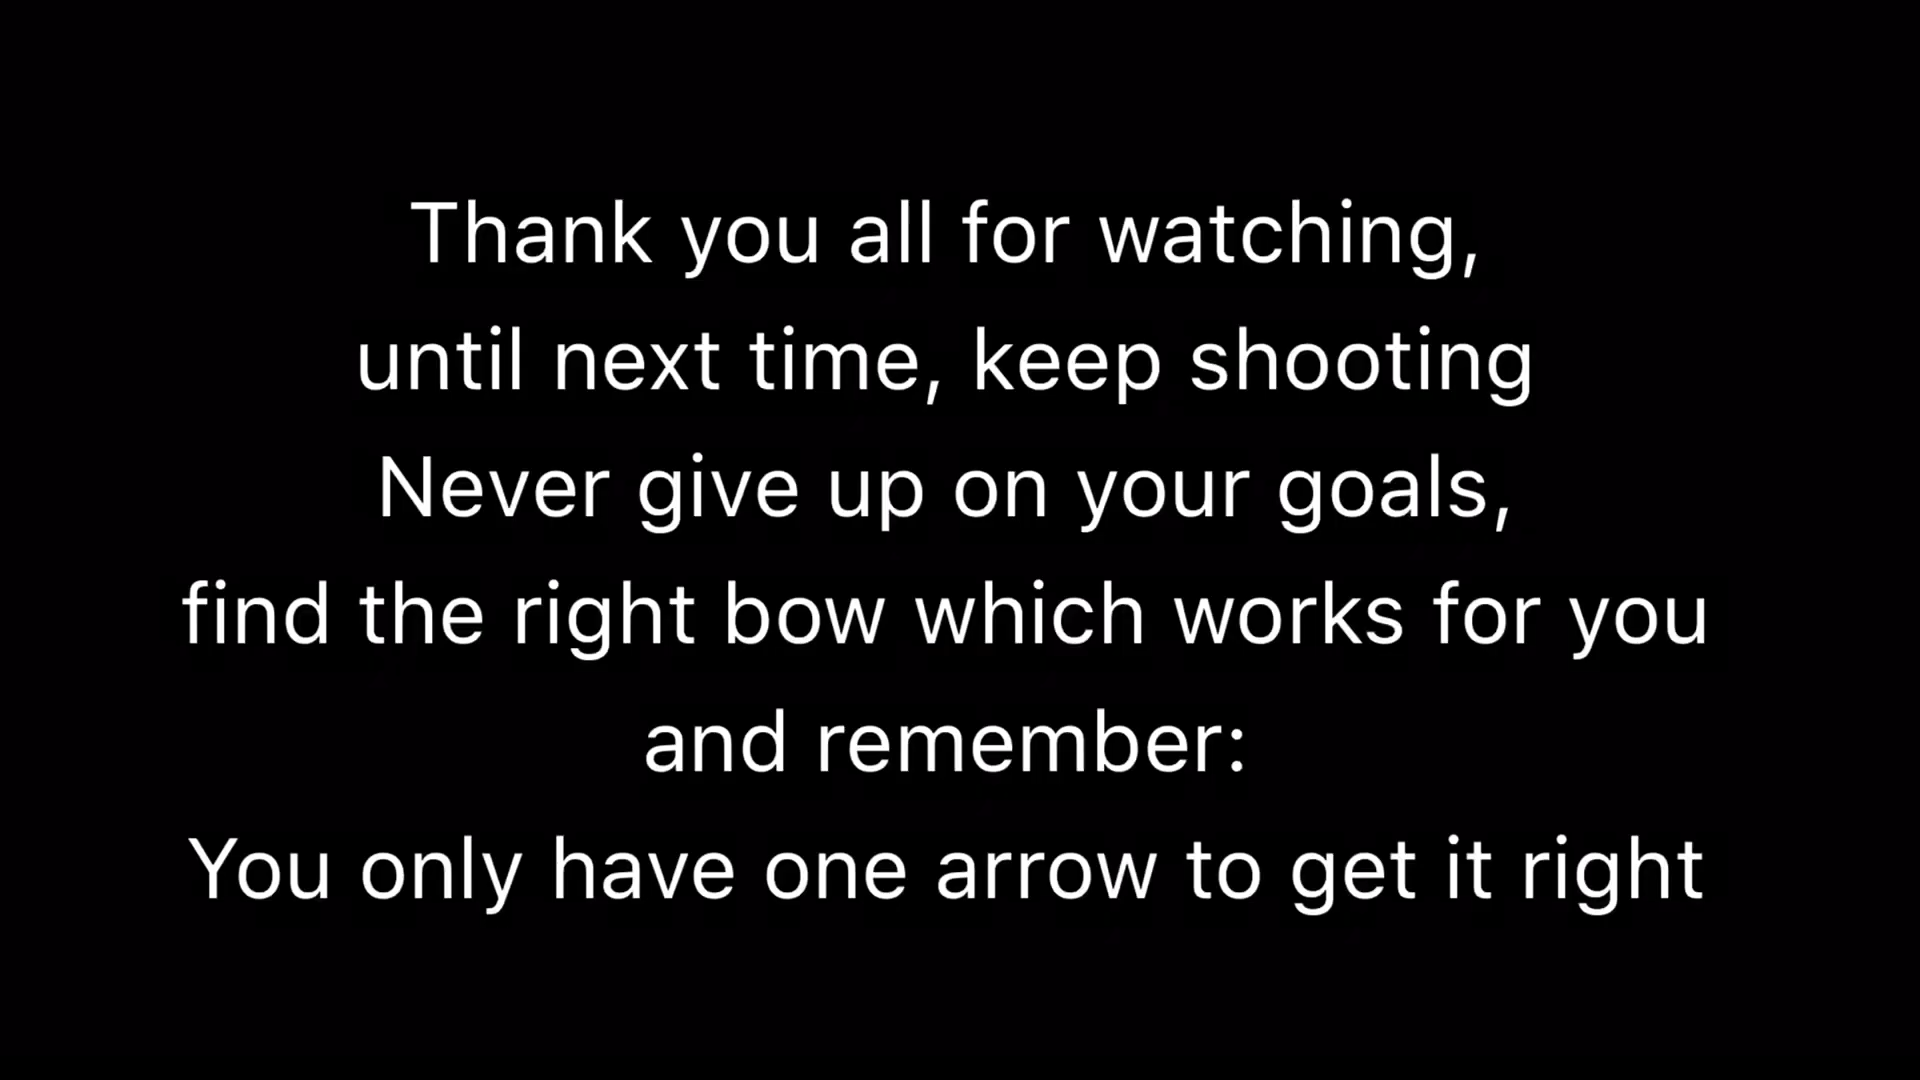 Thank you all for watching,
until next time, keep shooting
Never give up on your goals,
find the right bow which works for you
and remember:
You only have one arrow to get it right